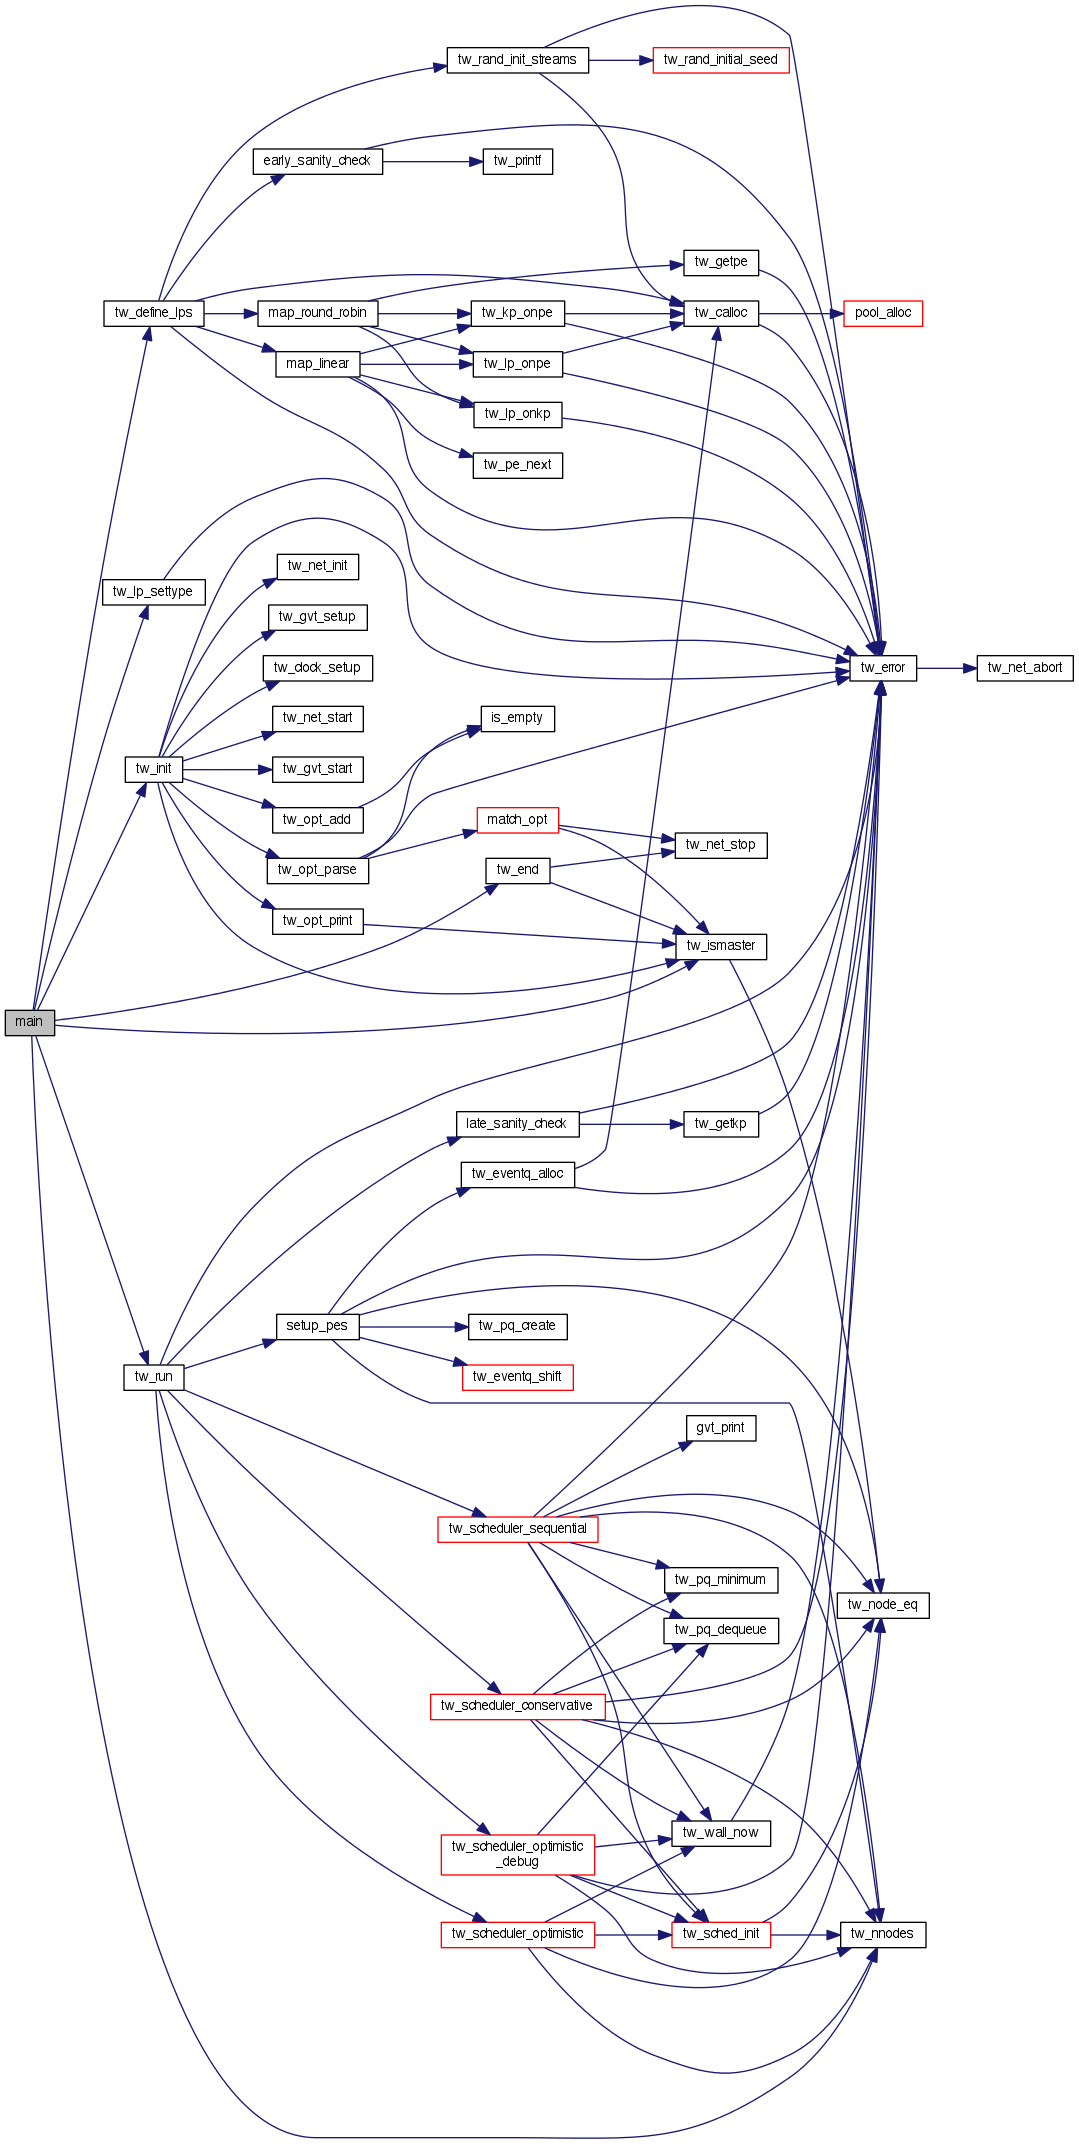 tw_rand_init_streams
tw_rand_initial_seed
early_sanity_check
tw_printf
tw_getpe
tw_define_lps
map_round_robin
tw_kp_onpe
tw_calloc
pool_alloc
map_linear
tw_lp_onpe
tw_lp_onkp
tw_pe_next
tw_net_init
tw_lp_settype
tw_gvt_setup
tw_clock_setup
tw_error
tw_net_abort
tw_net_start
is_empty
tw_init
tw_gvt_start
tw_opt_add
match_opt
tw_net_stop
tw_opt_parse
tw_end
tw_opt_print
tw_ismaster
main
late_sanity_check
tw_getkp
tw_eventq_alloc
setup_pes
tw_pq_create
tw_run
tw_eventq_shift
gvt_print
tw_scheduler_sequential
tw_pq_minimum
tw_node_eq
tw_pq_dequeue
tw_scheduler_conservative
tw_wall_now
tw_scheduler_optimistic
_debug
tw_scheduler_optimistic
tw_sched_init
tw_nnodes